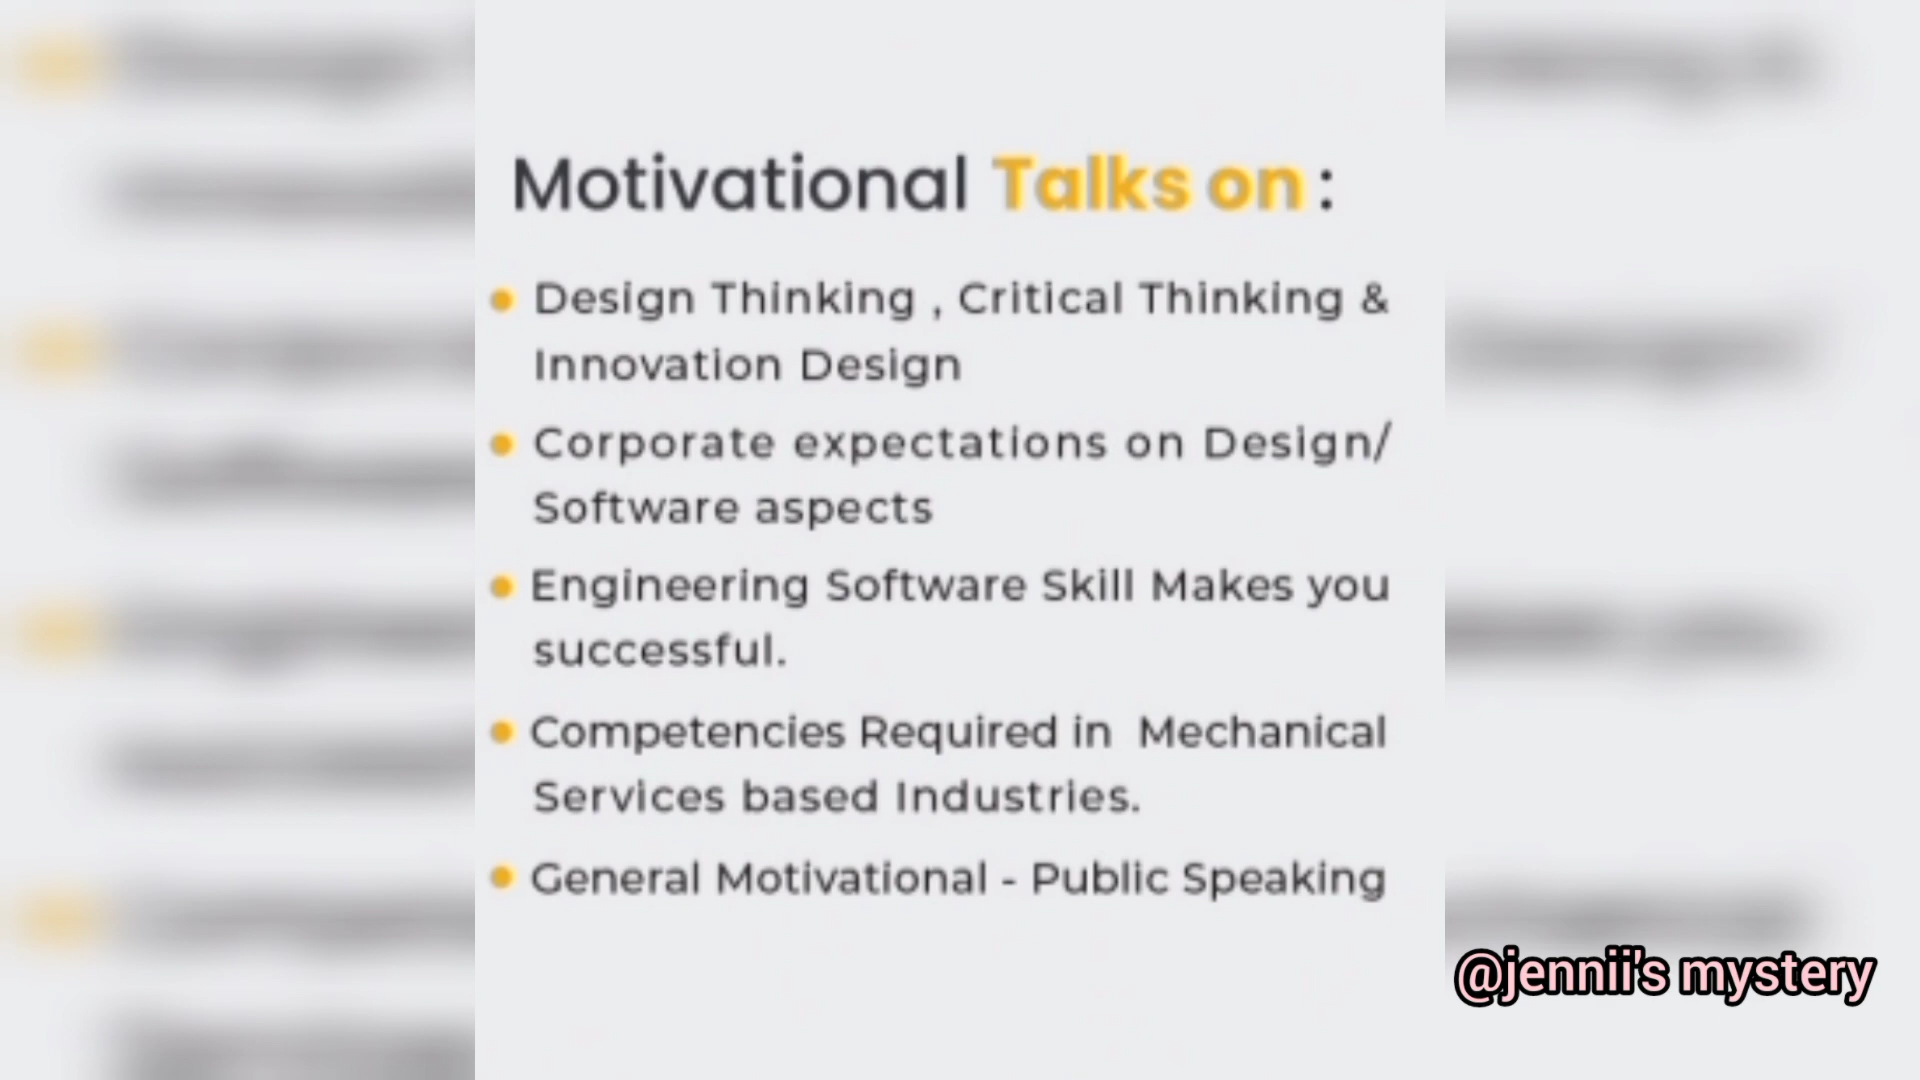 Motivational Talks on :
Design Thinking , Critical Thinking &
Innovation Design
Corporate expectations on Design/
Software aspects
Engineering Software Skill Makes you
successful.
Competencies Required in Mechanical
Services based Industries.
General Motivational - Public Speaking
@jennii's mystery